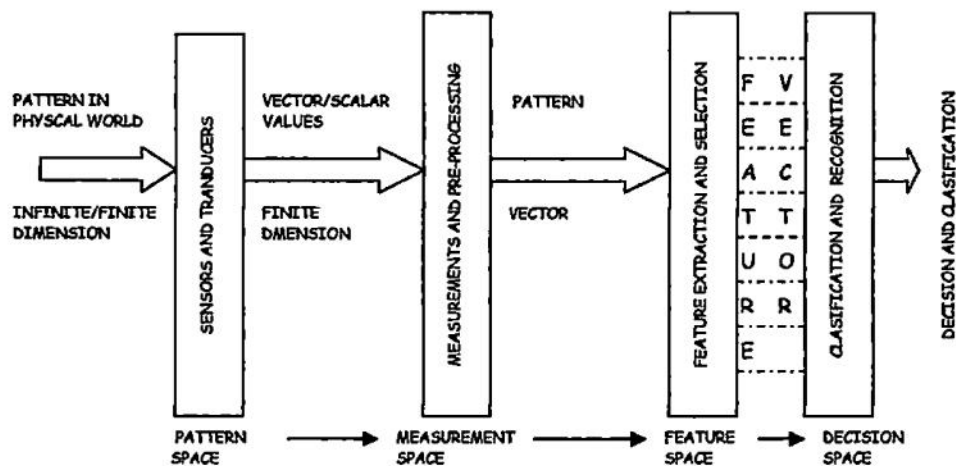 PATTERN IN
PHYSCAL WORLD
INFINITE/FINITE
DIMENSION
SENSORS AND TRANDUCERS
VECTOR/SCALAR
VALUES
FINITE
DMENSION
MEASUREMENTS AND PRE-PROCESSING
PATTERN
VECTOR
FEATURE EXTRACTION AND SELECTION
F V
E E
A C
T T
U O
R R
E
CLASIFICATION AND RECOGNITION
DECISION AND CLASIFICATION
PATTERN
SPACE
MEASUREMENT
SPACE
FEATURE
SPACE
DECISION
SPACE